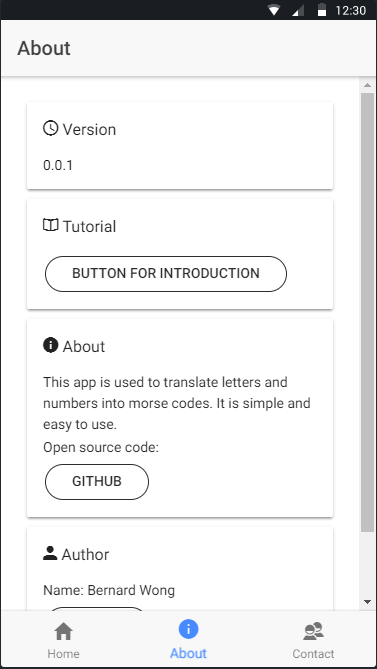 12:30
About
Version
0.0.1
Tutorial
BUTTON FOR INTRODUCTION
About
This app is used to translate letters and
numbers into morse codes. It is simple and
easy to use.
Open source code:
GITHUB
Author
Name: Bernard Wong
Home
About
Contact